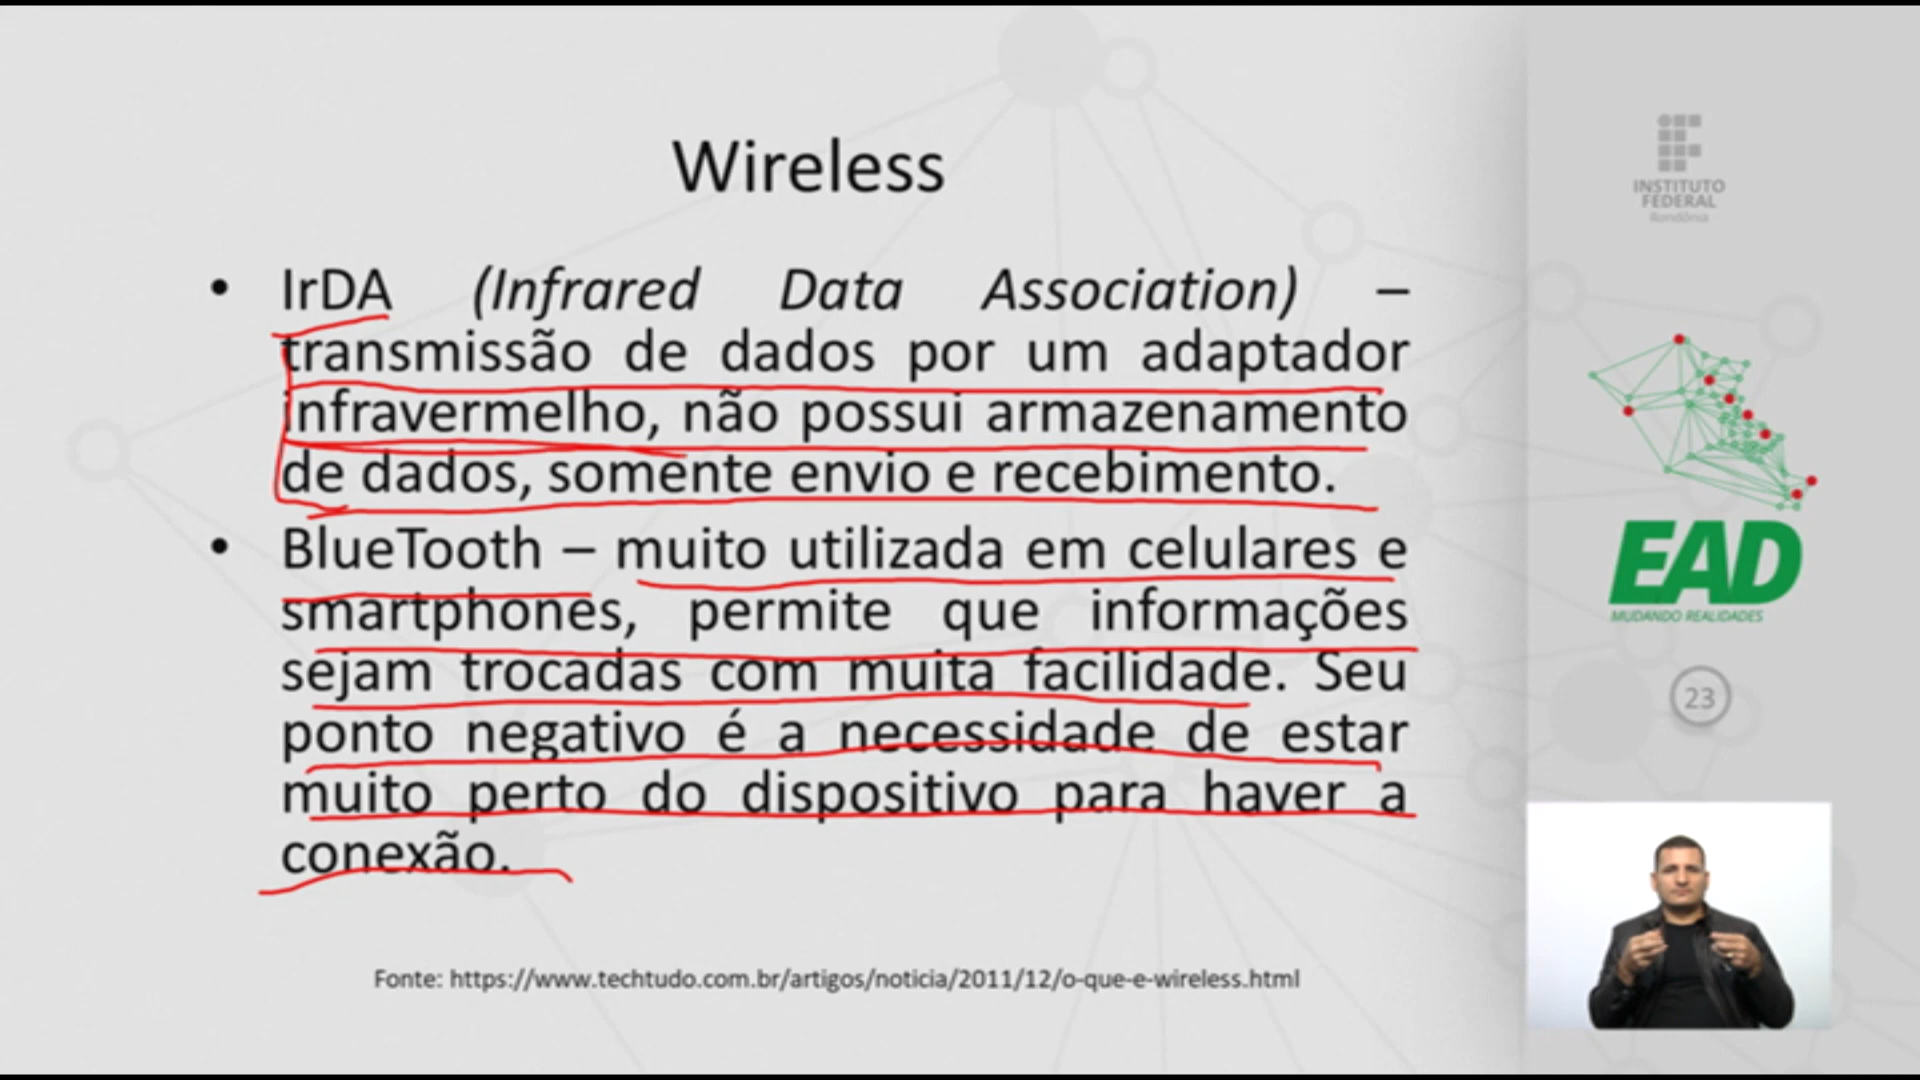 Wireless
• IrDA (Infrared Data Association) –
transmissão de dados por um adaptador
infravermelho, não possui armazenamento
de dados, somente envio e recebimento.
• BlueTooth – muito utilizada em celulares e
smartphones, permite que informações
sejam trocadas com muita facilidade. Seu
ponto negativo é a necessidade de estar
muito perto do dispositivo para haver a
conexão.
Fonte: https://www.techtudo.com.br/artigos/noticia/2011/12/o-que-e-wireless.html
INSTITUTO
FEDERAL
Rondônia
EAD
MUDANDO REALIDADES
23